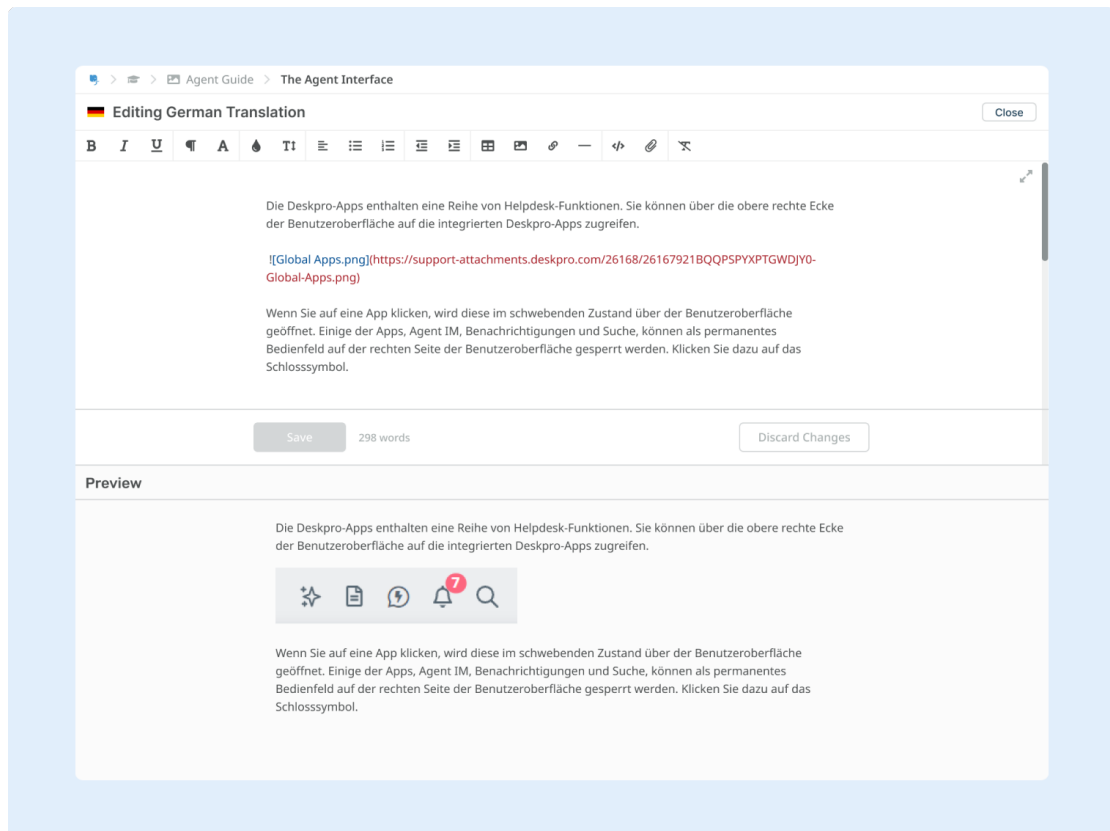 Agent Guide > The Agent Interface
Editing German Translation
Close
B I U ¶ A T
Die Deskpro-Apps enthalten eine Reihe von Helpdesk-Funktionen. Sie können über die obere rechte Ecke
der Benutzeroberfläche auf die integrierten Deskpro-Apps zugreifen.
![Global Apps.png](https://support-attachments.deskpro.com/26168/26167921BQQPSPYXPTGWDJY0-
Global-Apps.png)
Wenn Sie auf eine App klicken, wird diese im schwebenden Zustand über der Benutzeroberfläche
geöffnet. Einige der Apps, Agent IM, Benachrichtigungen und Suche, können als permanentes
Bedienfeld auf der rechten Seite der Benutzeroberfläche gesperrt werden. Klicken Sie dazu auf das
Schlosssymbol.
Save
298 words
Discard Changes
Preview
Die Deskpro-Apps enthalten eine Reihe von Helpdesk-Funktionen. Sie können über die obere rechte Ecke
der Benutzeroberfläche auf die integrierten Deskpro-Apps zugreifen.
7
Wenn Sie auf eine App klicken, wird diese im schwebenden Zustand über der Benutzeroberfläche
geöffnet. Einige der Apps, Agent IM, Benachrichtigungen und Suche, können als permanentes
Bedienfeld auf der rechten Seite der Benutzeroberfläche gesperrt werden. Klicken Sie dazu auf das
Schlosssymbol.